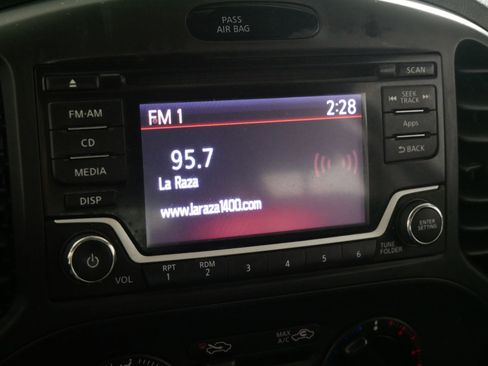 PASS
AIR BAG
SCAN
FM·AM
CD
MEDIA
DISP
FM 1
2:28
95.7
La Raza
www.laraza1400.com
SEEK
TRACK
Apps
BACK
ENTER
SETTING
TUNE
FOLDER
VOL
RPT
1
RDM
2
3
4
5
6
MAX
A/C